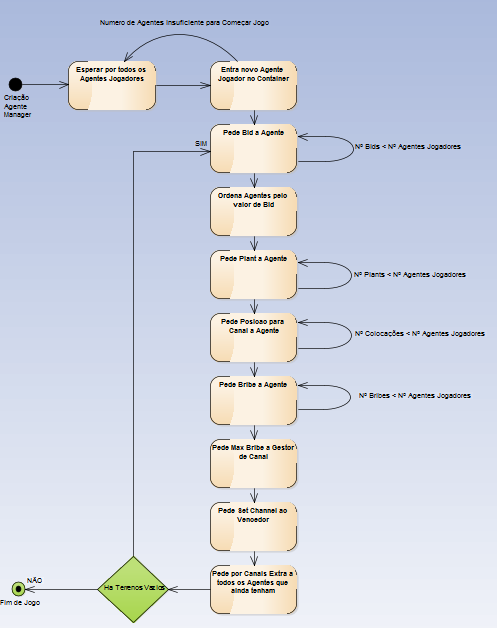 Numero de Agentes Insuficiente para Começar Jogo
Esperar por todos os
Agentes Jogadores
Entra novo Agente
Jogador no Container
Criação
Agente
Manager
Pede Bid a Agente
Nº Bids < Nº Agentes Jogadores
SIM
Ordena Agentes pelo
valor de Bid
Pede Plant a Agente
Nº Plants < Nº Agentes Jogadores
Pede Posicao para
Canal a Agente
Nº Colocações < Nº Agentes Jogadores
Pede Bribe a Agente
Nº Bribes < Nº Agentes Jogadores
Pede Max Bribe a Gestor
de Canal
Pede Set Channel ao
Vencedor
Pede por Canais Extra a
todos os Agentes que
ainda tenham
Ha Terrenos Vazios
NÃO
Fim de Jogo